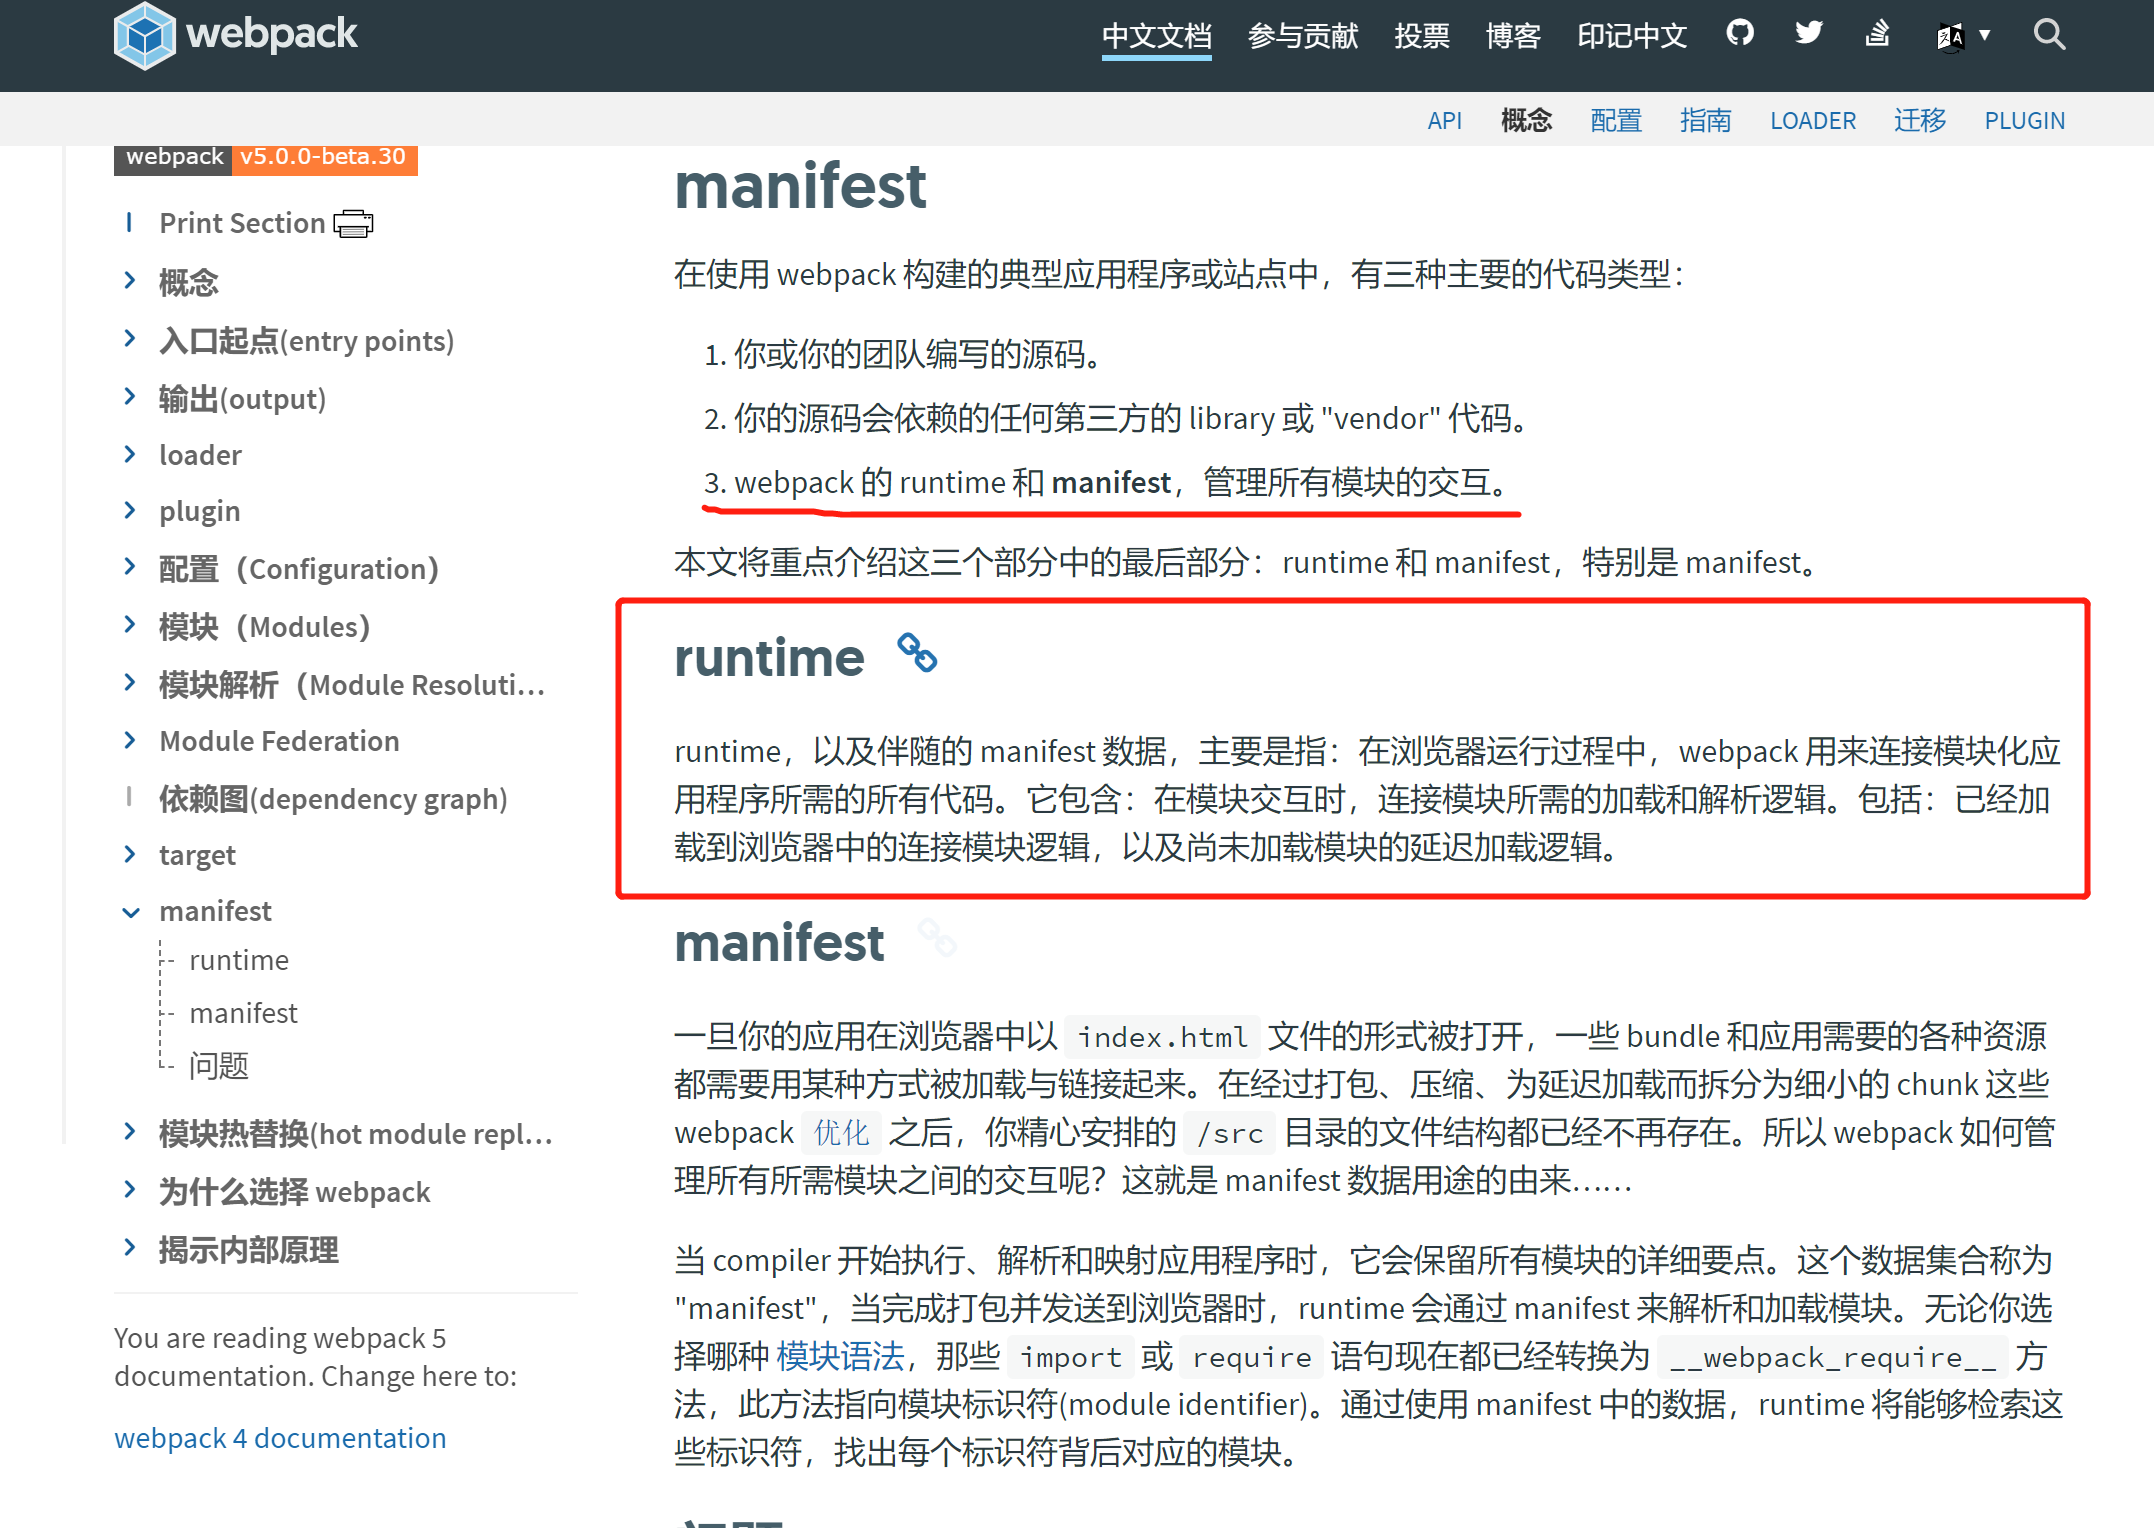 webpack
中文文档 参与贡献 投票 博客 印记中文
API 概念 配置 指南 LOADER 迁移 PLUGIN
webpack v5.0.0-beta.30
Print Section
概念
入口起点(entry points)
输出(output)
loader
plugin
配置（Configuration）
模块（Modules）
模块解析（Module Resoluti...
Module Federation
依赖图(dependency graph)
target
manifest
runtime
manifest
问题
模块热替换(hot module repl...
为什么选择 webpack
揭示内部原理
You are reading webpack 5
documentation. Change here to:
webpack 4 documentation
manifest
在使用 webpack 构建的典型应用程序或站点中，有三种主要的代码类型：
1. 你或你的团队编写的源码。
2. 你的源码会依赖的任何第三方的 library 或 "vendor" 代码。
3. webpack 的 runtime 和 manifest，管理所有模块的交互。
本文将重点介绍这三个部分中的最后部分：runtime 和 manifest，特别是 manifest。
runtime
runtime，以及伴随的 manifest 数据，主要是指：在浏览器运行过程中，webpack 用来连接模块化应
用程序所需的所有代码。它包含：在模块交互时，连接模块所需的加载和解析逻辑。包括：已经加
载到浏览器中的连接模块逻辑，以及尚未加载模块的延迟加载逻辑。
manifest
一旦你的应用在浏览器中以 index.html 文件的形式被打开，一些 bundle 和应用需要的各种资源
都需要用某种方式被加载与链接起来。在经过打包、压缩、为延迟加载而拆分为细小的 chunk 这些
webpack 优化 之后，你精心安排的 /src 目录的文件结构都已经不再存在。所以 webpack 如何管
理所有所需模块之间的交互呢？这就是 manifest 数据用途的由来……
当 compiler 开始执行、解析和映射应用程序时，它会保留所有模块的详细要点。这个数据集合称为
"manifest"，当完成打包并发送到浏览器时，runtime 会通过 manifest 来解析和加载模块。无论你选
择哪种 模块语法，那些 import 或 require 语句现在都已经转换为 __webpack_require__ 方
法，此方法指向模块标识符(module identifier)。通过使用 manifest 中的数据，runtime 将能够检索这
些标识符，找出每个标识符背后对应的模块。